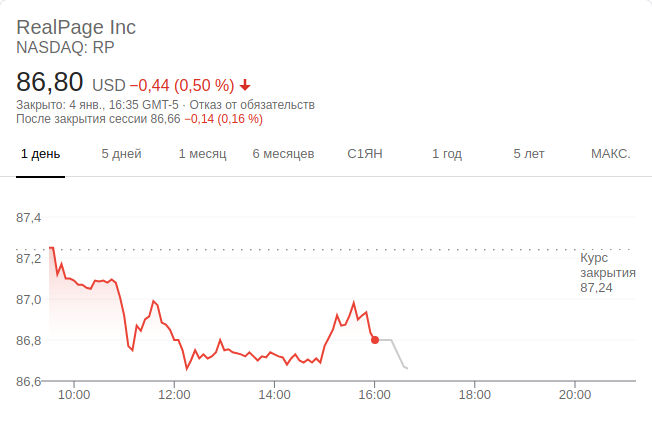 RealPage Inc
NASDAQ: RP
86,80 USD −0,44 (0,50 %)
Закрыто: 4 янв., 16:35 GMT-5 · Отказ от обязательств
После закрытия сессии 86,66 −0,14 (0,16 %)
1 день 5 дней 1 месяц 6 месяцев С1ЯН 1 год 5 лет МАКС.
87,4
87,2
87,0
86,8
86,6
Курс
закрытия
87,24
10:00 12:00 14:00 16:00 18:00 20:00